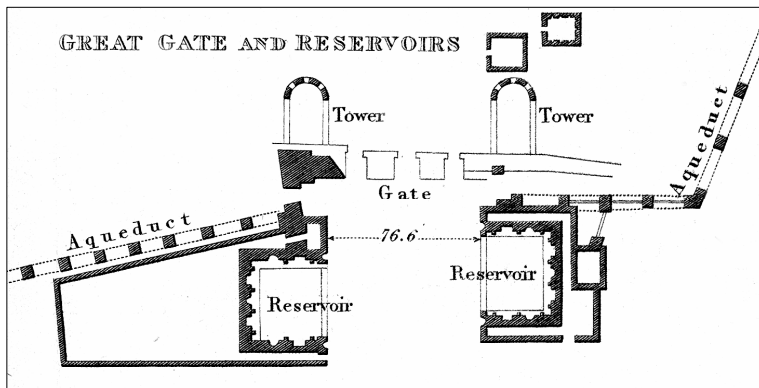 GREAT GATE AND RESERVOIRS
Tower
Tower
Aqueduct
Gate
Aqueduct
76.6
Reservoir
Reservoir